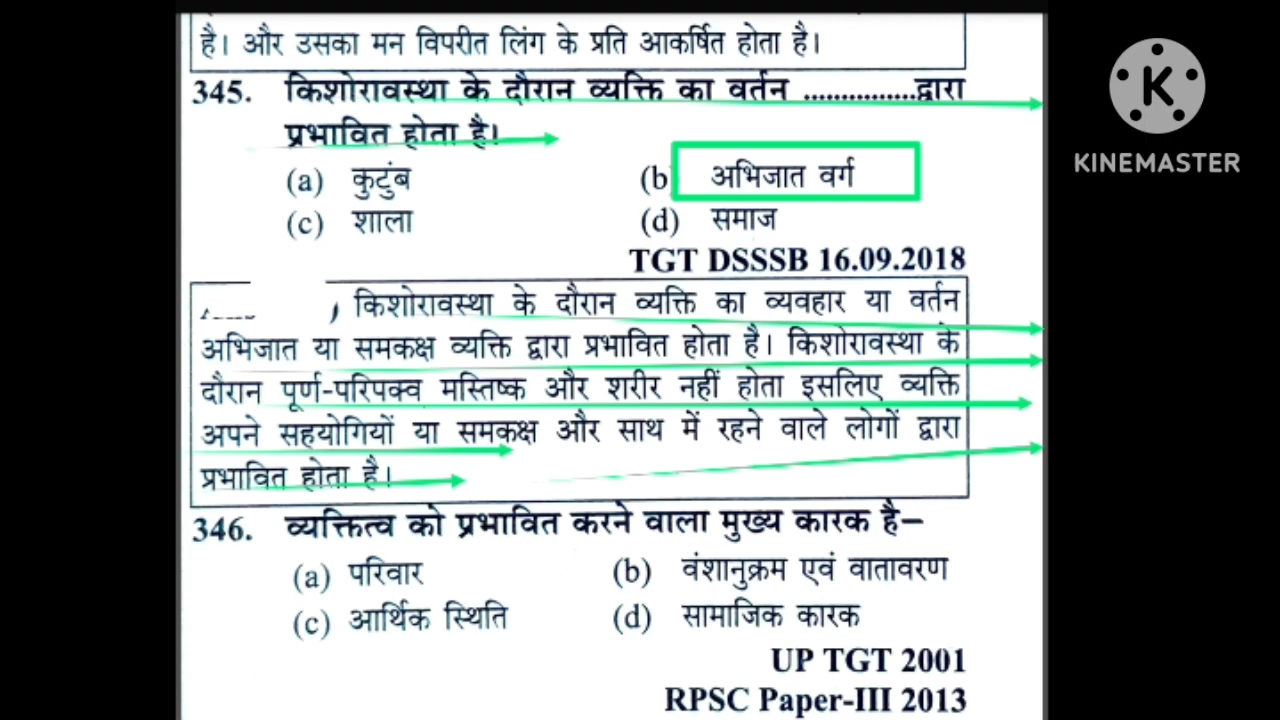 है। और उसका मन विपरीत लिंग के प्रति आकर्षित होता है।
345. किशोरावस्था के दौरान व्यक्ति का वर्तन ...............द्वारा
प्रभावित होता है।
(a) कुटुंब (b) अभिजात वर्ग
(c) शाला (d) समाज
TGT DSSSB 16.09.2018
किशोरावस्था के दौरान व्यक्ति का व्यवहार या वर्तन
अभिजात या समकक्ष व्यक्ति द्वारा प्रभावित होता है। किशोरावस्था के
दौरान पूर्ण-परिपक्व मस्तिष्क और शरीर नहीं होता इसलिए व्यक्ति
अपने सहयोगियों या समकक्ष और साथ में रहने वाले लोगों द्वारा
प्रभावित होता है।
346. व्यक्तित्व को प्रभावित करने वाला मुख्य कारक है–
(a) परिवार (b) वंशानुक्रम एवं वातावरण
(c) आर्थिक स्थिति (d) सामाजिक कारक
UP TGT 2001
RPSC Paper-III 2013
K
KINEMASTER